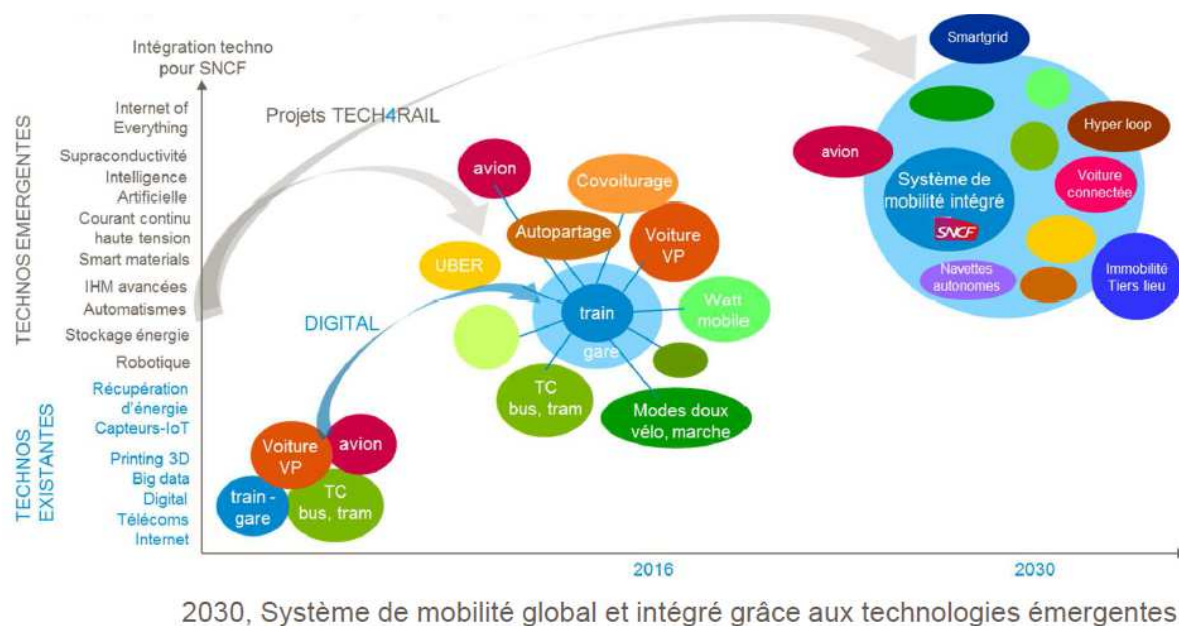 Intégration techno
pour SNCF
TECHNOS EMERGENTES
Internet of
Everything
Supraconductivité
Intelligence
Artificielle
Courant continu
haute tension
Smart materials
IHM avancées
Automatismes
Stockage énergie
Robotique
TECHNOS
EXISTANTES
Récupération
d'énergie
Capteurs-IoT
Printing 3D
Big data
Digital
Télécoms
Internet
Projets TECH4RAIL
DIGITAL
Voiture
VP
avion
train -
gare
TC
bus, tram
avion
Covoiturage
Autopartage
Voiture
VP
UBER
train
gare
Watt
mobile
TC
bus, tram
Modes doux
vélo, marche
Smartgrid
Hyper loop
avion
Système de
mobilité intégré
SNCF
Voiture
connectée
Navettes
autonomes
Immobilité
Tiers lieu
2016
2030
2030, Système de mobilité global et intégré grâce aux technologies émergentes